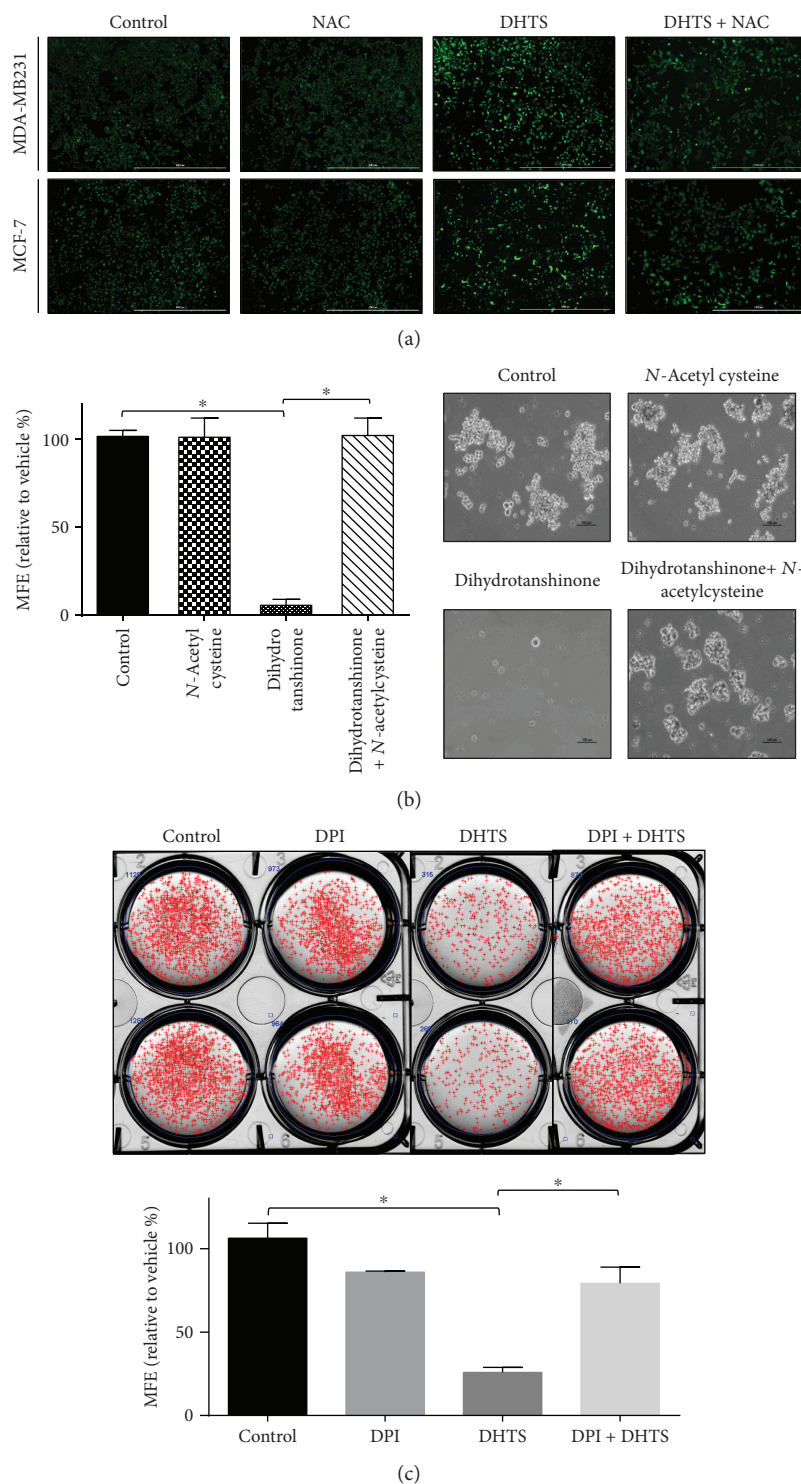 Control NAC DHTS DHTS + NAC
MDA-MB231
MCF-7
(a)
MFE (relative to vehicle %)
100
50
0
*
*
Control
N-Acetyl
cysteine
Dihydro
tanshinone
Dihydrotanshinone
+ N-acetylcysteine
Control
N-Acetyl cysteine
Dihydrotanshinone
Dihydrotanshinone+ N-
acetylcysteine
(b)
Control DPI DHTS DPI + DHTS
973
315
MFE (relative to vehicle %)
100
50
0
*
*
Control DPI DHTS DPI + DHTS
(c)